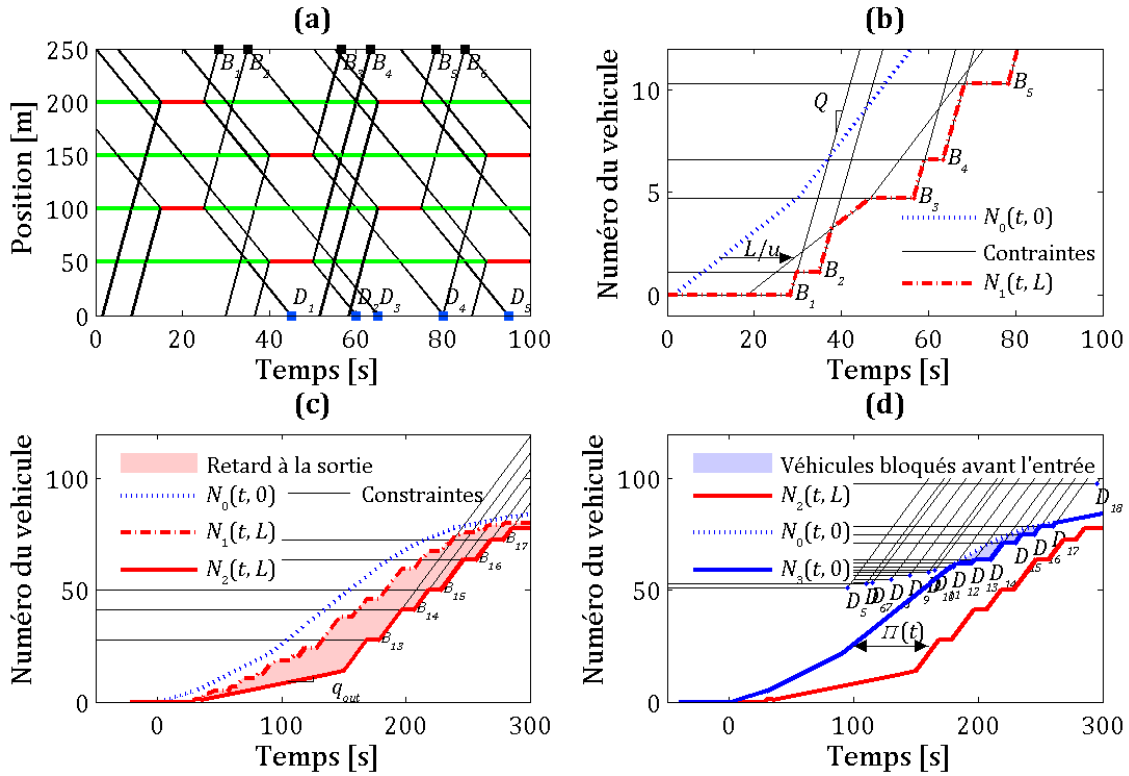 (a)
Position [m]
250
200
150
100
50
0
B1 B2 B3 B4 B5 B6
D1 D2 D3 D4 D5
0 20 40 60 80 100
Temps [s]
(b)
Numéro du vehicule
10
5
0
Q
L/u
B1
B2
B3
B4
B5
N0(t, 0)
Contraintes
N1(t, L)
0 20 40 60 80 100
Temps [s]
(c)
Numéro du vehicule
100
50
0
Retard à la sortie
N0(t, 0)
Constraintes
N1(t, L)
N2(t, L)
B17
B16
B15
B14
B13
qout
0 100 200 300
Temps [s]
(d)
Numéro du vehicule
100
50
0
Véhicules bloqués avant l'entrée
N2(t, L)
N0(t, 0)
N3(t, 0)
D18
D17
D16
D15
D14
D13
D12
D5
Π(t)
0 100 200 300
Temps [s]